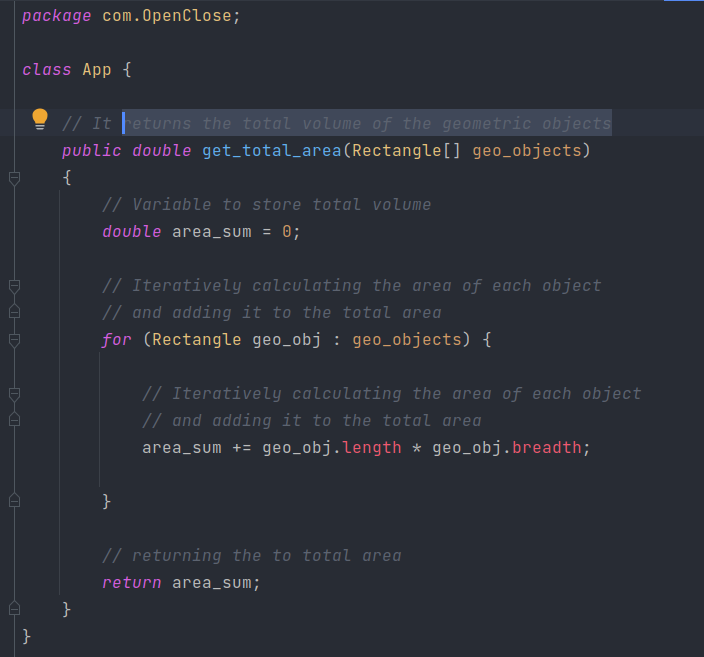 package com.OpenClose;
class App {
// It returns the total volume of the geometric objects
public double get_total_area(Rectangle[] geo_objects)
{
// Variable to store total volume
double area_sum = 0;
// Iteratively calculating the area of each object
// and adding it to the total area
for (Rectangle geo_obj : geo_objects) {
// Iteratively calculating the area of each object
// and adding it to the total area
area_sum += geo_obj.length * geo_obj.breadth;
}
// returning the to total area
return area_sum;
}
}